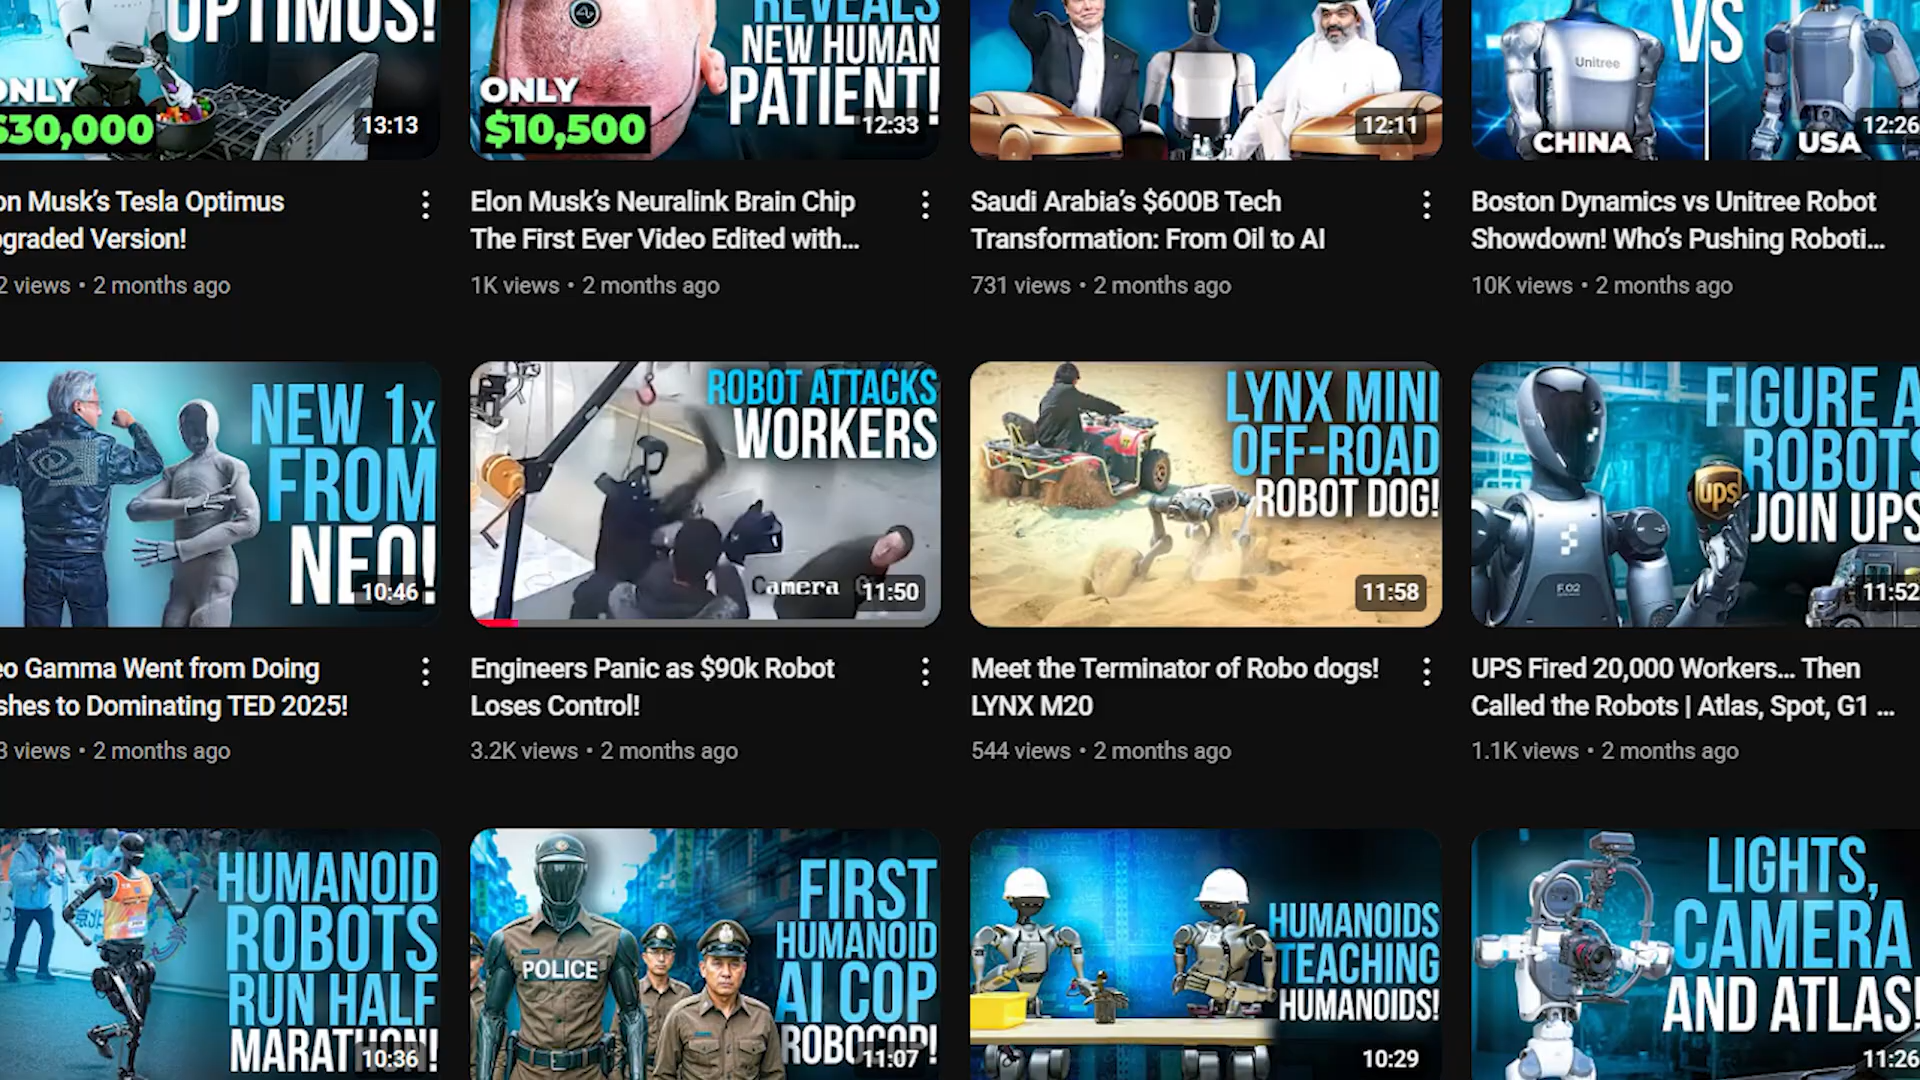 OPTIMUS!
ONLY
$30,000
13:13
REVEALS
NEW HUMAN
PATIENT!
ONLY
$10,500
12:33
12:11
VS
Unitree
CHINA
USA
12:26
on Musk’s Tesla Optimus
graded Version!
2 views • 2 months ago
Elon Musk’s Neuralink Brain Chip
The First Ever Video Edited with...
1K views • 2 months ago
Saudi Arabia’s $600B Tech
Transformation: From Oil to AI
731 views • 2 months ago
Boston Dynamics vs Unitree Robot
Showdown! Who’s Pushing Roboti...
10K views • 2 months ago
NEW 1x
FROM
NEO!
10:46
ROBOT ATTACKS
WORKERS
Camera
11:50
LYNX MINI
OFF-ROAD
ROBOT DOG!
11:58
FIGURE A
ROBOTS
JOIN UPS
ups
F.02
11:52
eo Gamma Went from Doing
shes to Dominating TED 2025!
3 views • 2 months ago
Engineers Panic as $90k Robot
Loses Control!
3.2K views • 2 months ago
Meet the Terminator of Robo dogs!
LYNX M20
544 views • 2 months ago
UPS Fired 20,000 Workers... Then
Called the Robots | Atlas, Spot, G1 ...
1.1K views • 2 months ago
HUMANOID
ROBOTS
RUN HALF
MARATHON!
10:36
FIRST
HUMANOID
AI COP
ROBOCOP!
POLICE
11:07
HUMANOIDS
TEACHING
HUMANOIDS!
10:29
LIGHTS,
CAMERA
AND ATLAS!
11:26